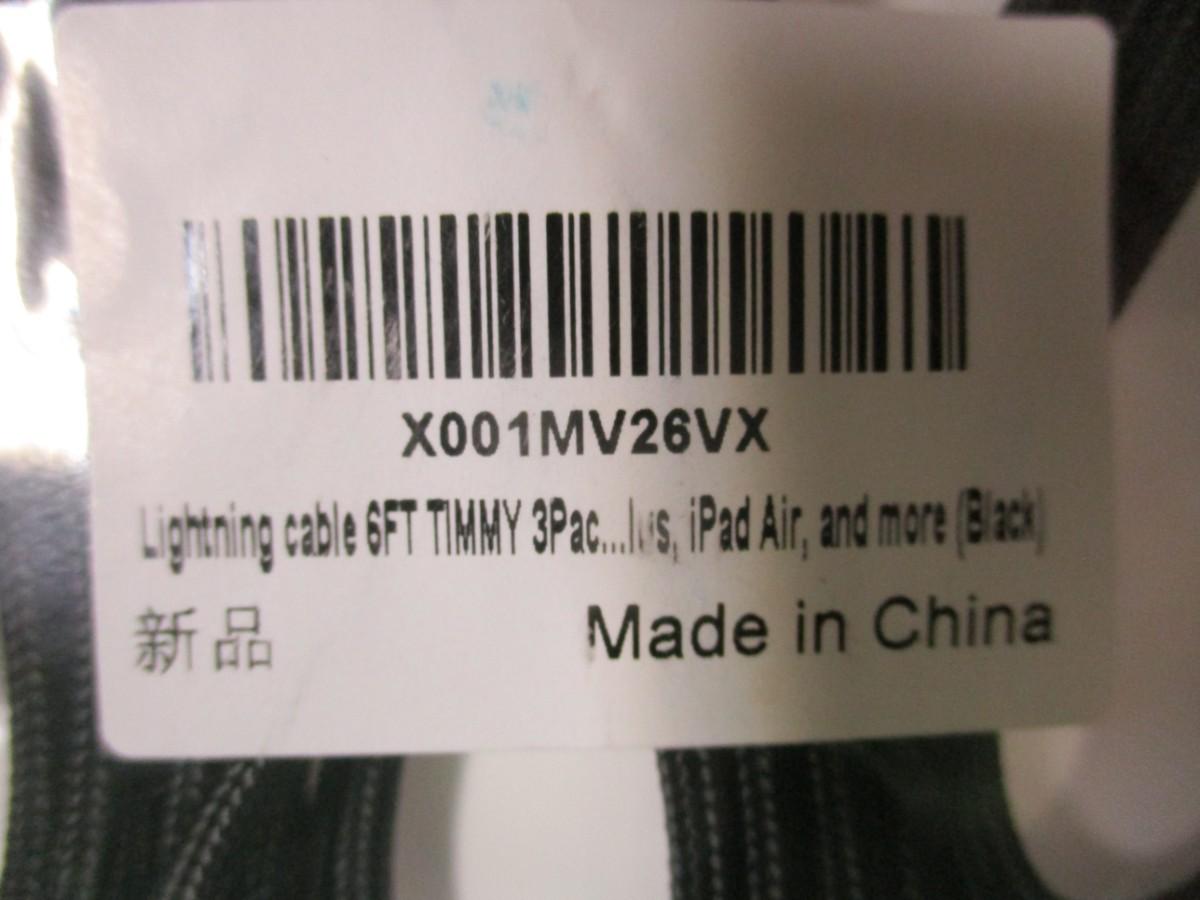 X001MV26VX
Lightning cable 6FT TIMMY 3Pac...lus, iPad Air, and more (Black)
新品
Made in China